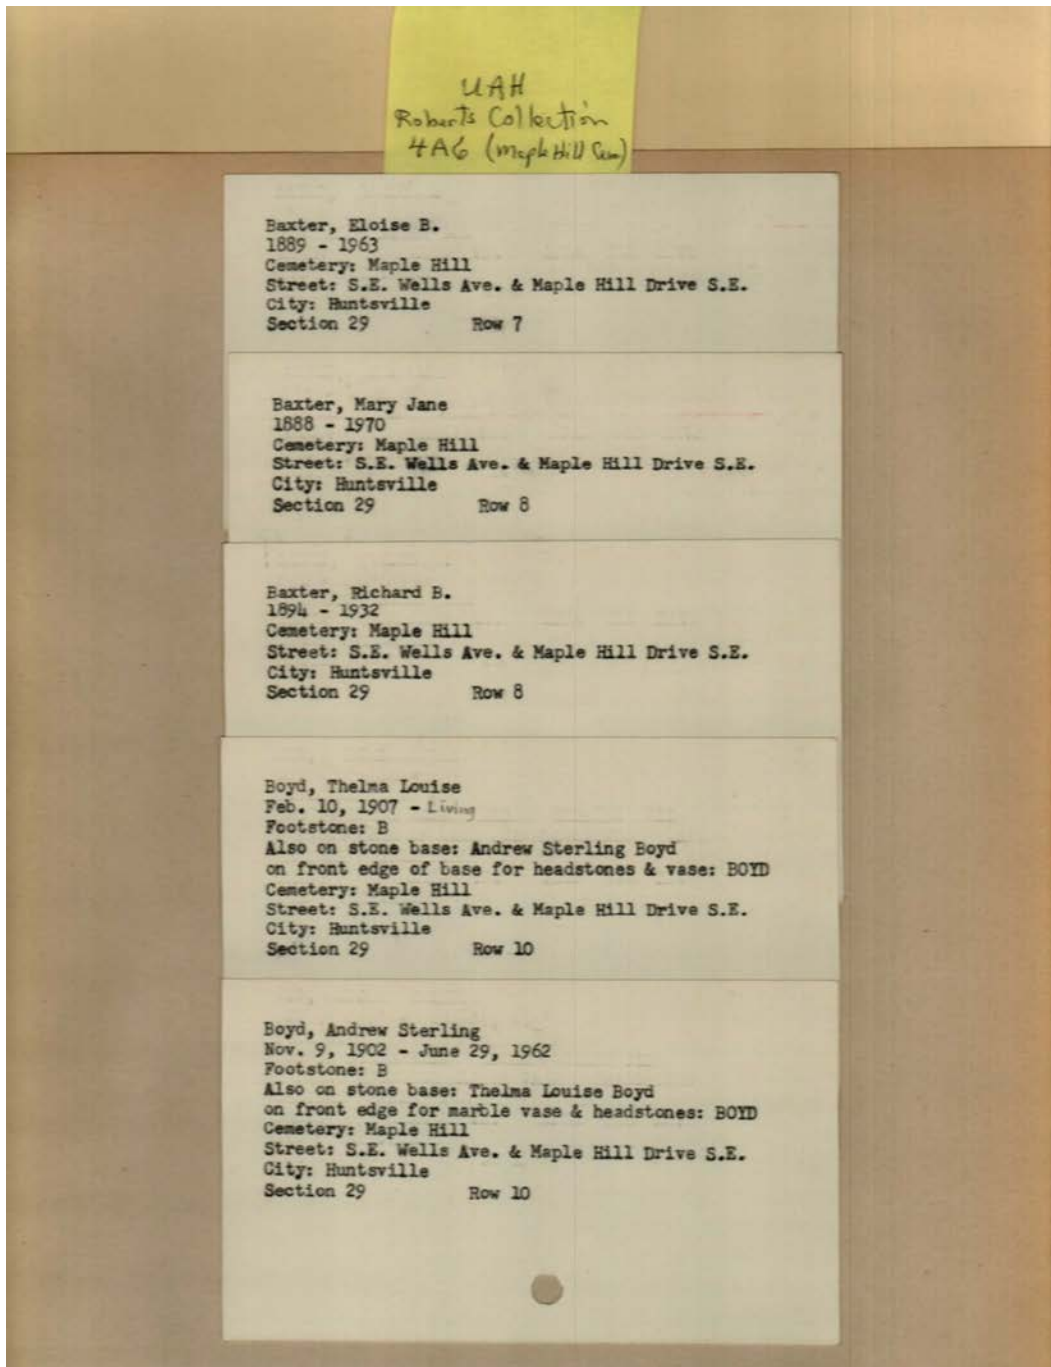 UAH
Roberts Collection
4A6 (Maple Hill Cem)
Baxter, Eloise B.
1889 - 1963
Cemetery: Maple Hill
Street: S.E. Wells Ave. & Maple Hill Drive S.E.
City: Huntsville
Section 29 Row 7
Baxter, Mary Jane
1888 - 1970
Cemetery: Maple Hill
Street: S.E. Wells Ave. & Maple Hill Drive S.E.
City: Huntsville
Section 29 Row 8
Baxter, Richard B.
1894 - 1932
Cemetery: Maple Hill
Street: S.E. Wells Ave. & Maple Hill Drive S.E.
City: Huntsville
Section 29 Row 8
Boyd, Thelma Louise
Feb. 10, 1907 - Living
Footstone: B
Also on stone base: Andrew Sterling Boyd
on front edge of base for headstones & vase: BOYD
Cemetery: Maple Hill
Street: S.E. Wells Ave. & Maple Hill Drive S.E.
City: Huntsville
Section 29 Row 10
Boyd, Andrew Sterling
Nov. 9, 1902 - June 29, 1962
Footstone: B
Also on stone base: Thelma Louise Boyd
on front edge for marble vase & headstones: BOYD
Cemetery: Maple Hill
Street: S.E. Wells Ave. & Maple Hill Drive S.E.
City: Huntsville
Section 29 Row 10